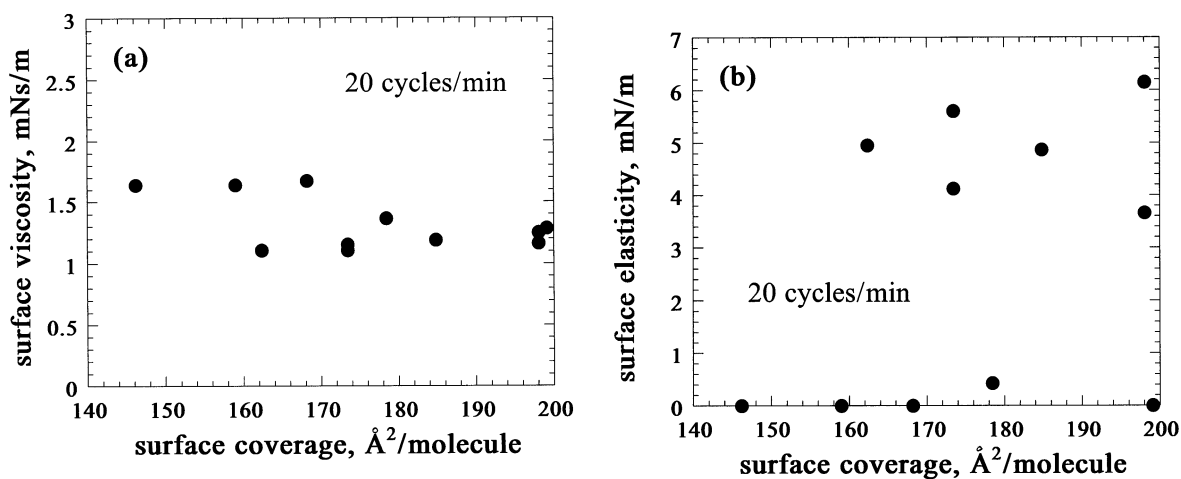 (a)
20 cycles/min
surface viscosity, mNs/m
3
2.5
2
1.5
1
0.5
0
140 150 160 170 180 190 200
surface coverage, Å²/molecule
(b)
20 cycles/min
surface elasticity, mN/m
7
6
5
4
3
2
1
0
140 150 160 170 180 190 200
surface coverage, Å²/molecule